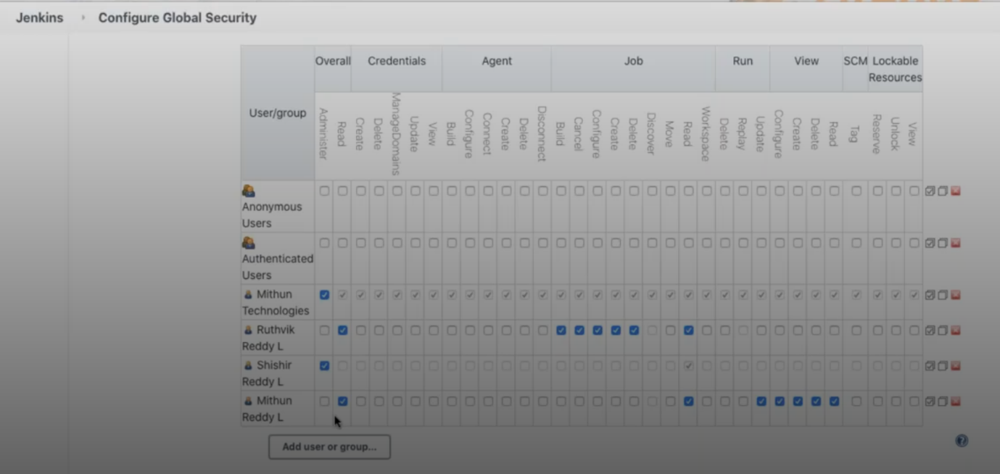 Jenkins › Configure Global Security
Overall Credentials Agent Job Run View SCM Lockable
Resources
User/group
Administer Read Create Delete ManageDomains Update View Build Configure Connect Create Delete Disconnect Build Cancel Configure Create Delete Discover Move Read Workspace Delete Replay Update Configure Create Delete Read Tag Reserve Unlock View
Anonymous
Users
Authenticated
Users
Mithun
Technologies
Ruthvik
Reddy L
Shishir
Reddy L
Mithun
Reddy L
Add user or group...
?